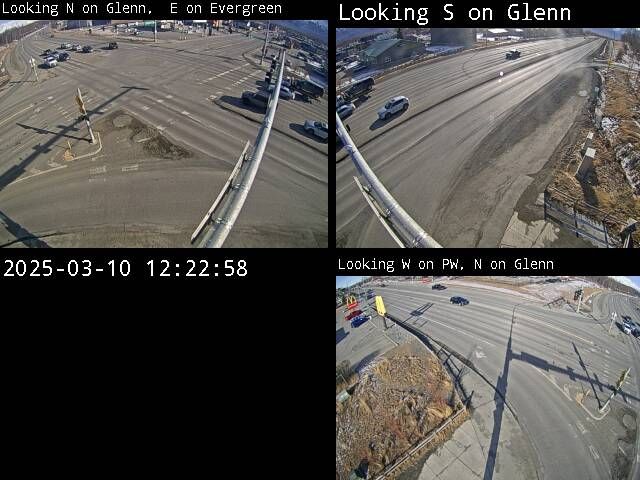 Looking N on Glenn,  E on Evergreen
Looking S on Glenn
2025-03-10 12:22:58
Looking W on PW, N on Glenn